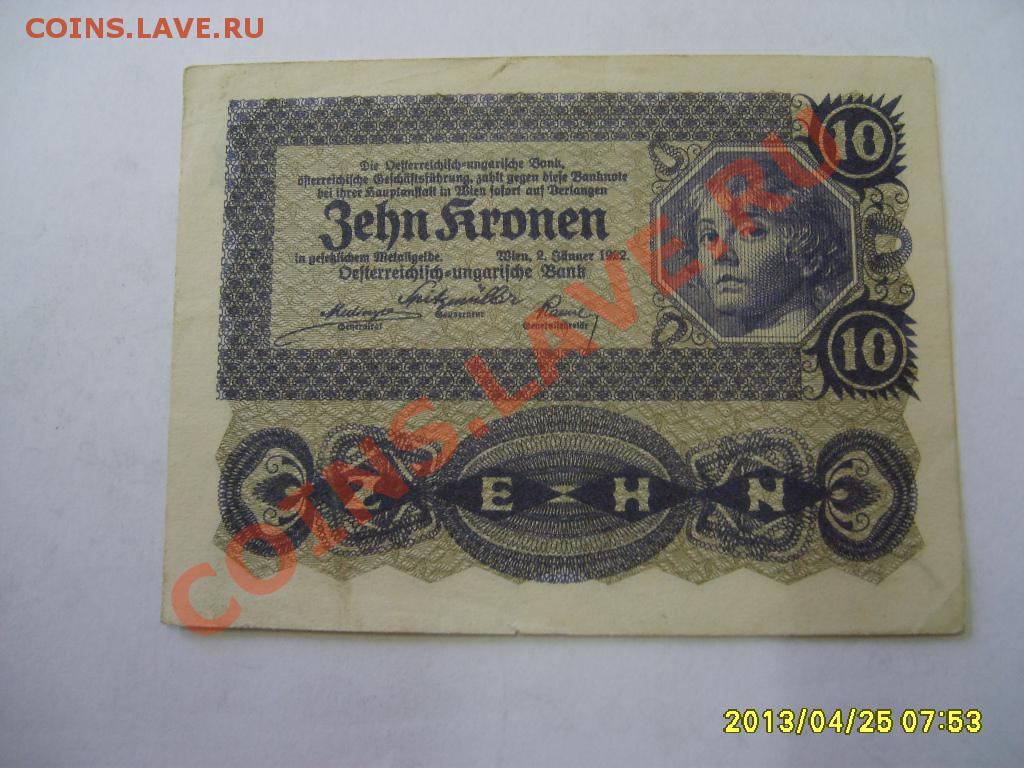 COINS.LAVE.RU
10
Die Oesterreichisch-ungarische Bank,
österreichische Geschäftsführung, zahlt gegen diese Banknote
bei ihrer Hauptanstalt in Wien sofort auf Verlangen
Zehn Kronen
in gesetzlichem Metallgelde. Wien, 2. Jänner 1922.
Oesterreichisch-ungarische Bank
Spitzmüller
Generalrat Gouverneur Generalsekretär
10
Z E H N
COINS.LAVE.RU
2013/04/25 07:53